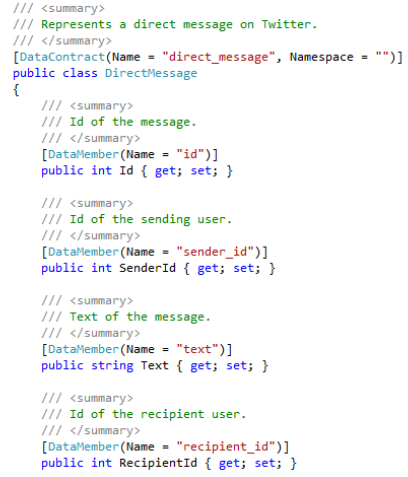 /// <summary>
/// Represents a direct message on Twitter.
/// </summary>
[DataContract(Name = "direct_message", Namespace = "")]
public class DirectMessage
{
/// <summary>
/// Id of the message.
/// </summary>
[DataMember(Name = "id")]
public int Id { get; set; }
/// <summary>
/// Id of the sending user.
/// </summary>
[DataMember(Name = "sender_id")]
public int SenderId { get; set; }
/// <summary>
/// Text of the message.
/// </summary>
[DataMember(Name = "text")]
public string Text { get; set; }
/// <summary>
/// Id of the recipient user.
/// </summary>
[DataMember(Name = "recipient_id")]
public int RecipientId { get; set; }